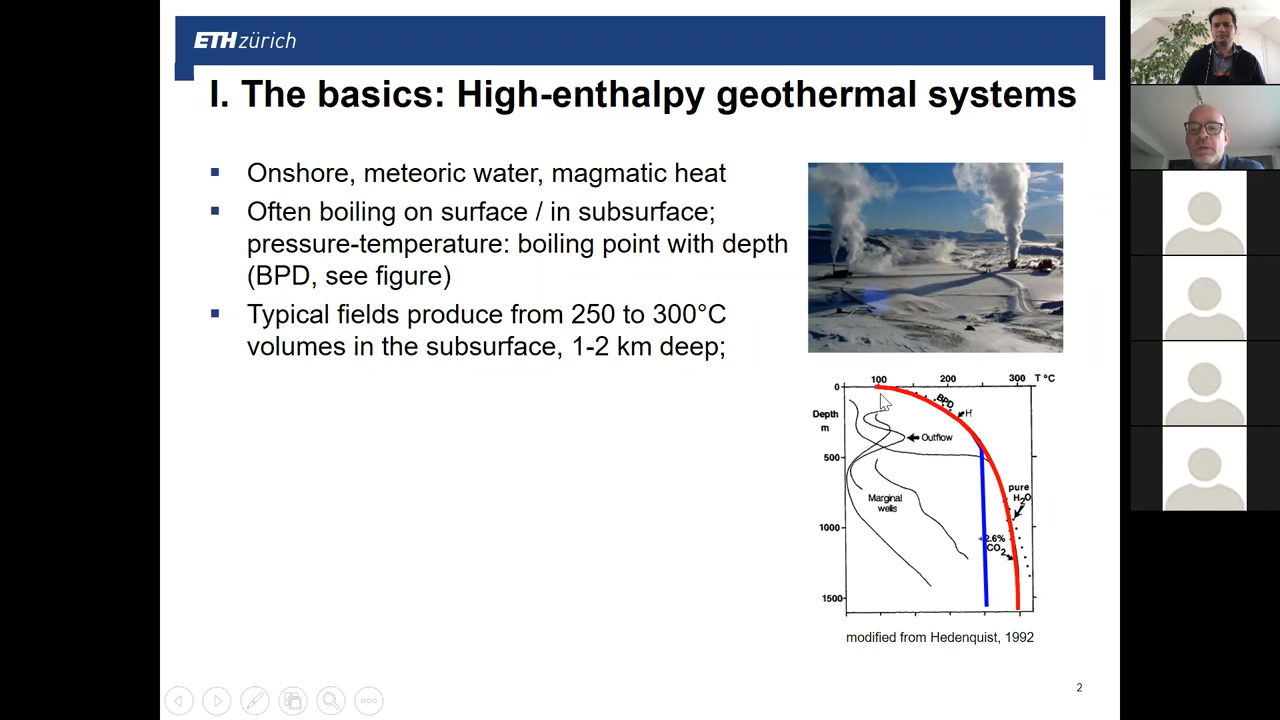 ETH zürich
I. The basics: High-enthalpy geothermal systems
Onshore, meteoric water, magmatic heat
Often boiling on surface / in subsurface;
pressure-temperature: boiling point with depth
(BPD, see figure)
Typical fields produce from 250 to 300°C
volumes in the subsurface, 1-2 km deep;
100 200 300 T °C
0
BPD
H
Depth
m
Outflow
500
pure
H2O
Marginal
wells
1000
+2.6%
CO2
1500
modified from Hedenquist, 1992
2